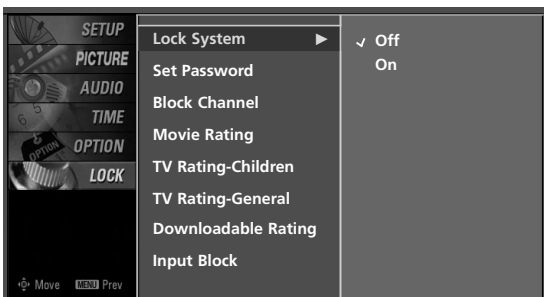 SETUP
PICTURE
AUDIO
TIME
OPTION
LOCK
Move MENU Prev
Lock System
Set Password
Block Channel
Movie Rating
TV Rating-Children
TV Rating-General
Downloadable Rating
Input Block
Off
On